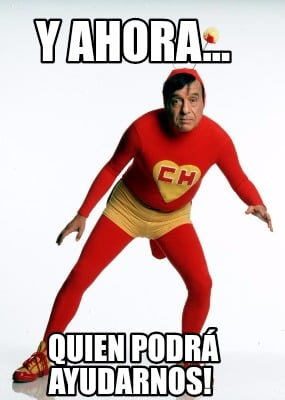 Y AHORA...
CH
QUIEN PODRÁ
AYUDARNOS!